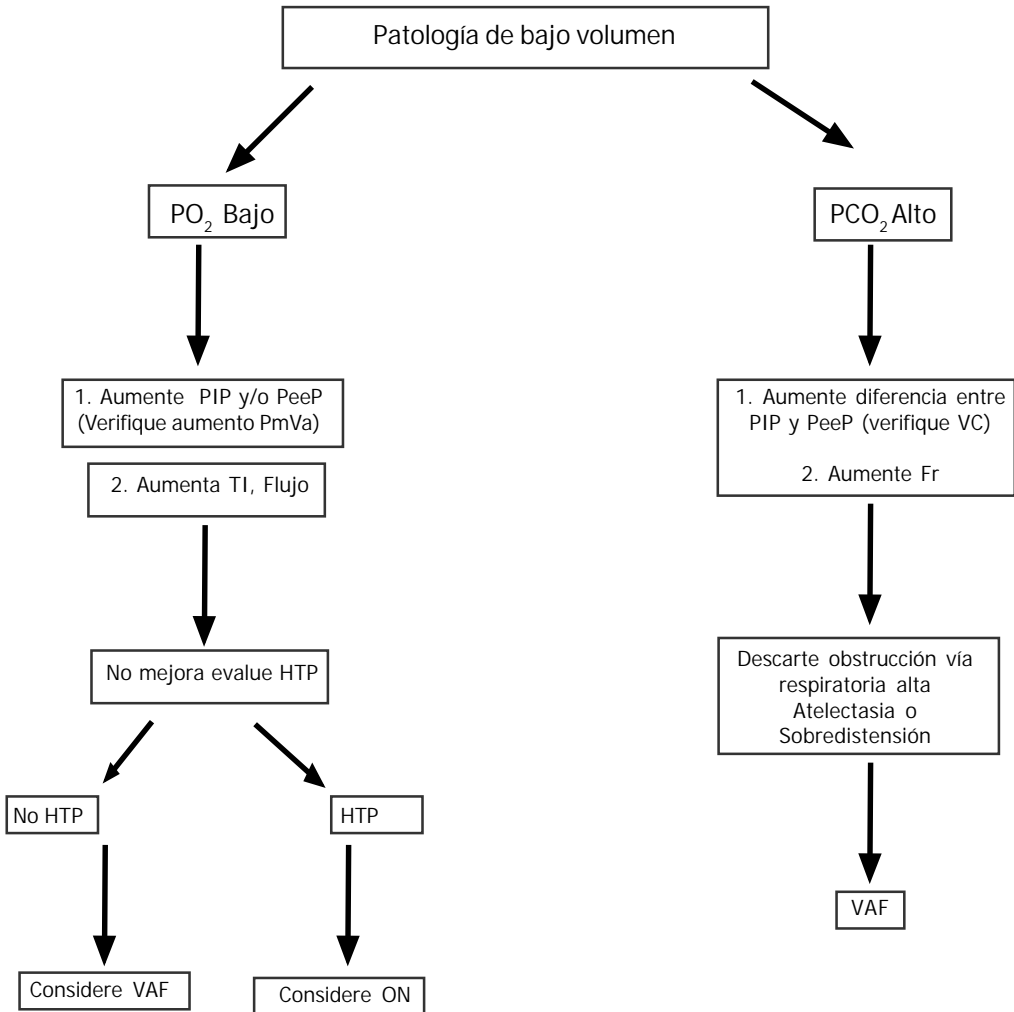 Patología de bajo volumen
PO₂ Bajo
PCO₂ Alto
1. Aumente PIP y/o PeeP
(Verifique aumento PmVa)
2. Aumenta TI, Flujo
1. Aumente diferencia entre
PIP y PeeP (verifique VC)
2. Aumente Fr
No mejora evalue HTP
Descarte obstrucción vía
respiratoria alta
Atelectasia o
Sobredistensión
No HTP
HTP
VAF
Considere VAF
Considere ON